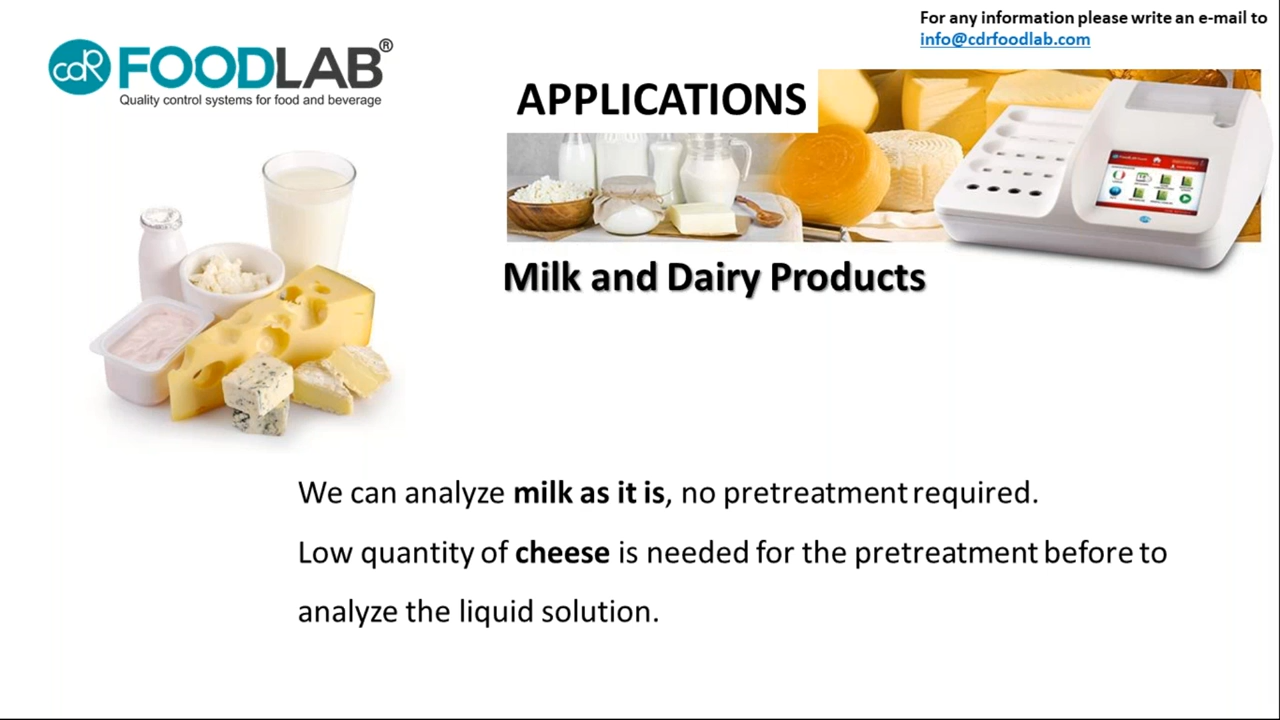 For any information please write an e-mail to
info@cdrfoodlab.com
cdR FOODLAB®
Quality control systems for food and beverage
APPLICATIONS
Milk and Dairy Products
We can analyze milk as it is, no pretreatment required.
Low quantity of cheese is needed for the pretreatment before to
analyze the liquid solution.